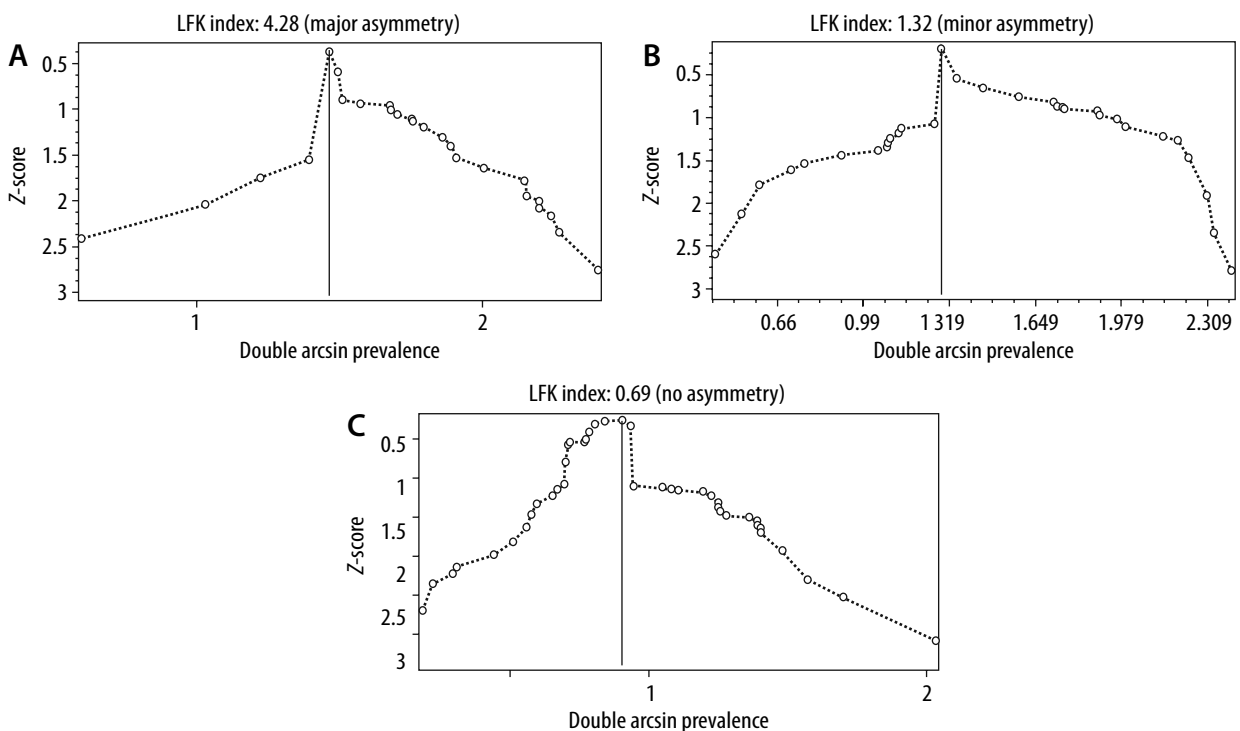 LFK index: 4.28 (major asymmetry)
A
0.5
1
1.5
2
2.5
3
Z-score
1 2
Double arcsin prevalence
LFK index: 1.32 (minor asymmetry)
B
0.5
1
1.5
2
2.5
3
Z-score
0.66 0.99 1 319 1.649 1.979 2.309
Double arcsin prevalence
LFK index: 0.69 (no asymmetry)
C
0.5
1
1.5
2
2.5
3
Z-score
1 2
Double arcsin prevalence